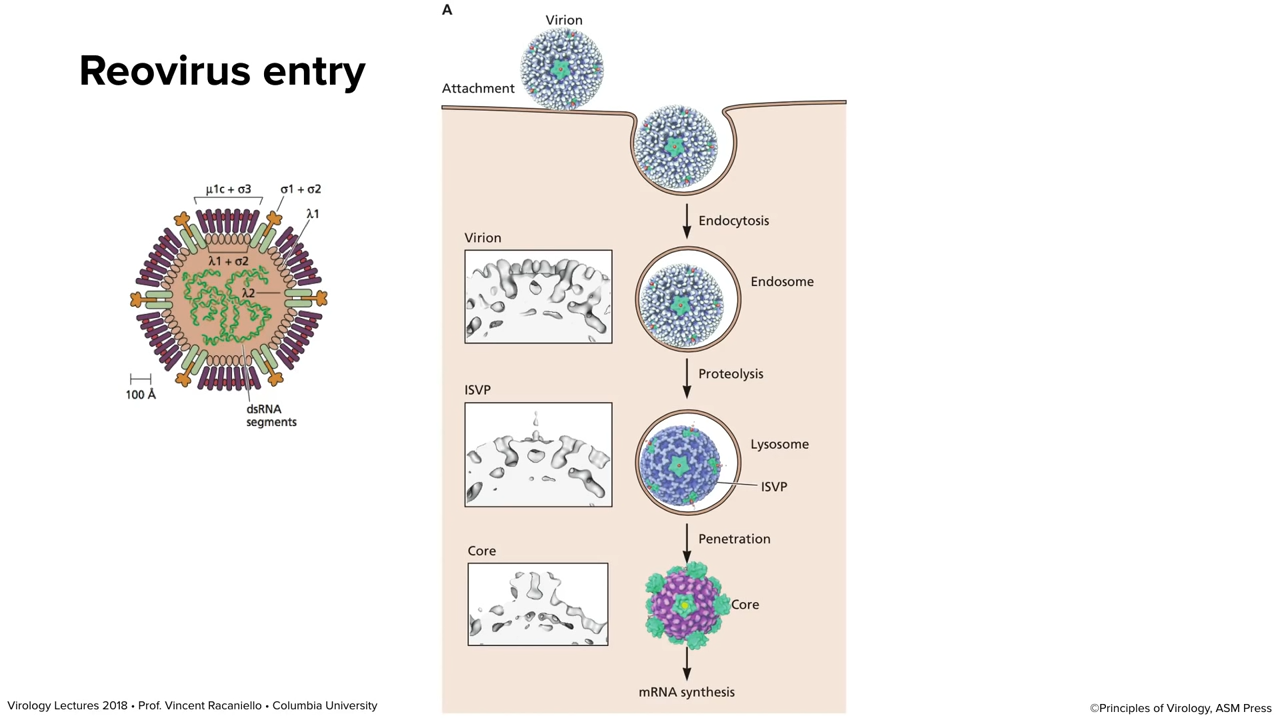 Reovirus entry
μ1c + σ3
σ1 + σ2
λ1
λ1 + σ2
λ2
100 Å
dsRNA
segments
A
Virion
Attachment
Endocytosis
Virion
Endosome
Proteolysis
ISVP
Lysosome
ISVP
Penetration
Core
Core
mRNA synthesis
Virology Lectures 2018 • Prof. Vincent Racaniello • Columbia University
©Principles of Virology, ASM Press